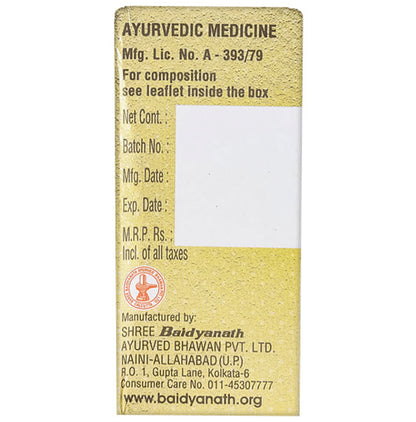 AYURVEDIC MEDICINE
Mfg. Lic. No. A - 393/79
For composition
see leaflet inside the box.
Net Cont. :
Batch No. :
Mfg. Date :
Exp. Date :
M.R.P. Rs. :
Incl. of all taxes
Manufactured by:
SHREE Baidyanath
AYURVED BHAWAN PVT. LTD.
NAINI-ALLAHABAD (U.P.)
R.O. 1, Gupta Lane, Kolkata-6
Consumer Care No. 011-45307777
www.baidyanath.org